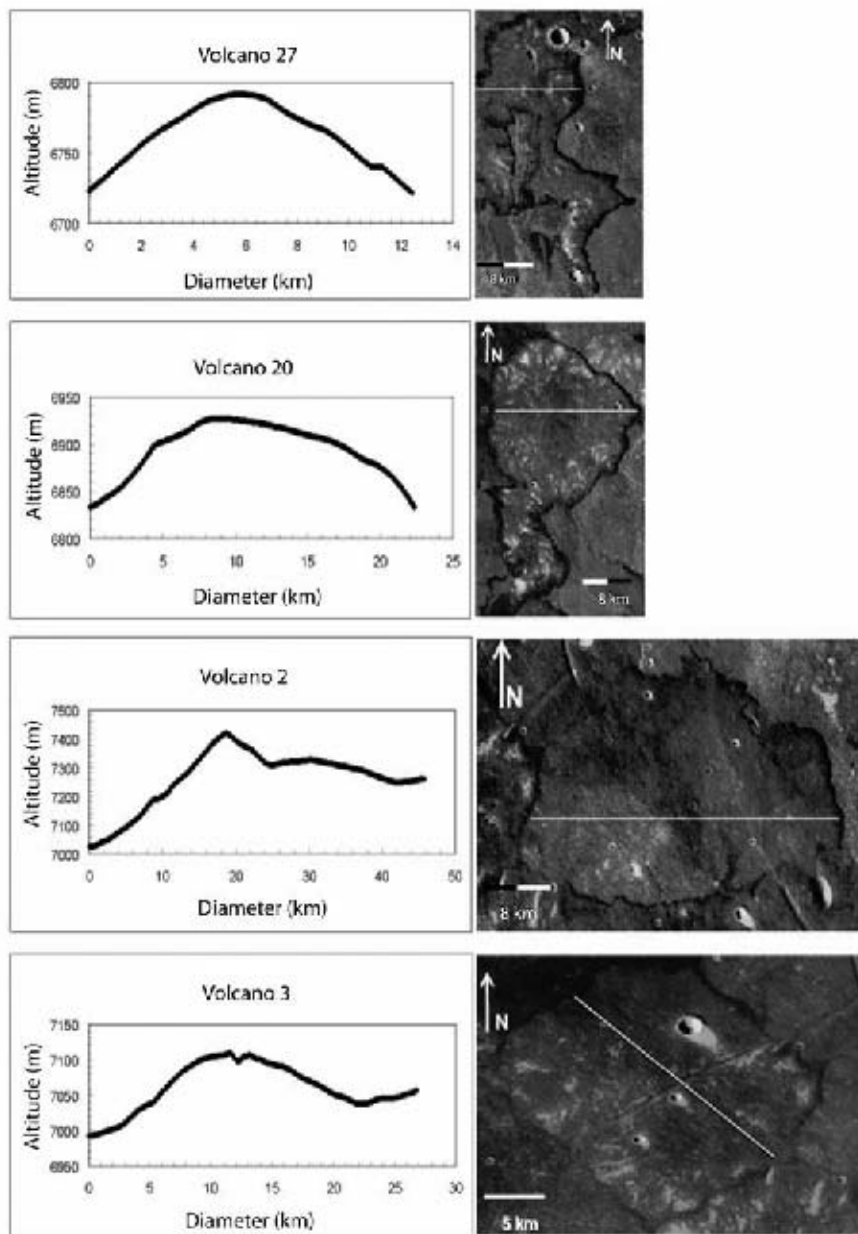 Volcano 27
Altitude (m)
6800
6750
6700
0 2 4 6 8 10 12 14
Diameter (km)
N
8 km
Volcano 20
Altitude (m)
6950
6900
6850
6800
0 5 10 15 20 25
Diameter (km)
N
8 km
Volcano 2
Altitude (m)
7500
7400
7300
7200
7100
7000
0 10 20 30 40 50
Diameter (km)
N
8 km
Volcano 3
Altitude (m)
7150
7100
7050
7000
6950
0 5 10 15 20 25 30
Diameter (km)
N
5 km